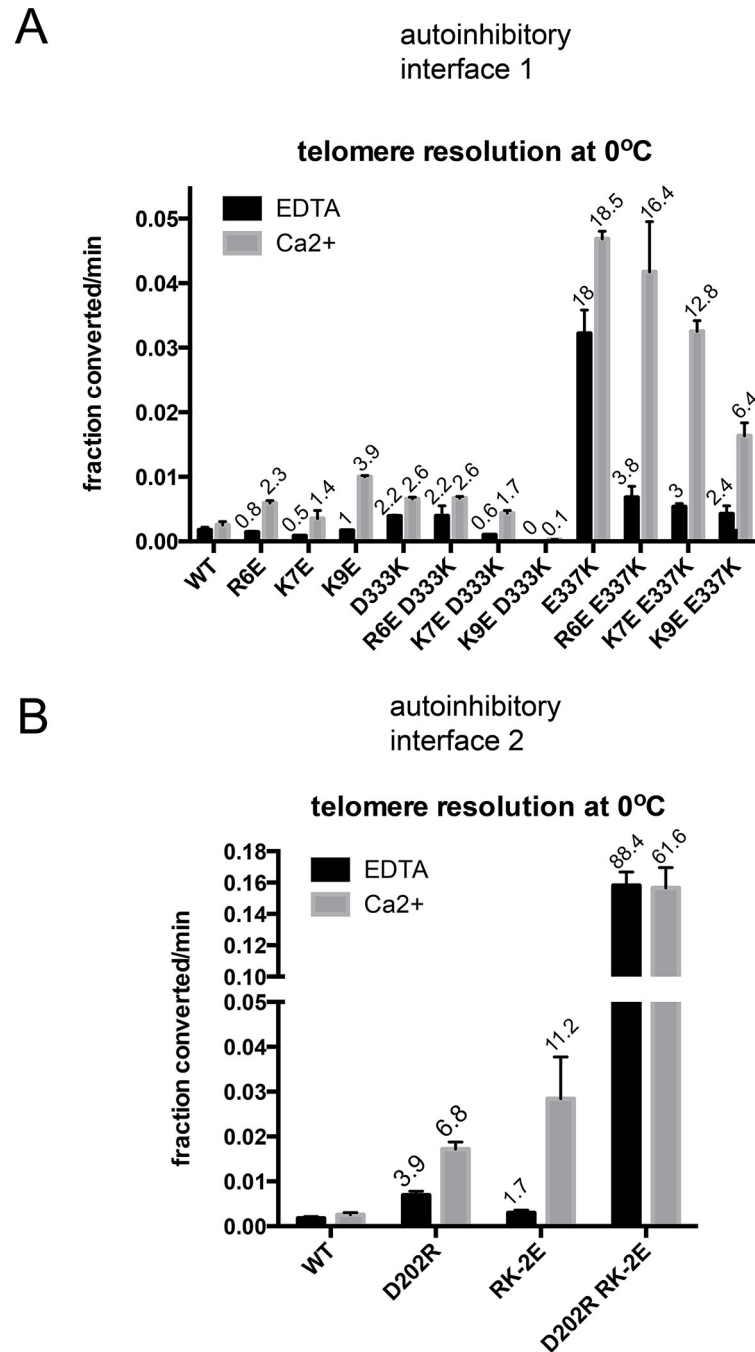 A
autoinhibitory
interface 1
telomere resolution at 0°C
EDTA
Ca2+
fraction converted/min
0.05
0.04
0.03
0.02
0.01
0.00
0.8
2.3
0.5
1.4
1
3.9
2.2
2.6
2.2
2.6
0.6
1.7
0
0.1
18
18.5
3.8
16.4
3
12.8
2.4
6.4
WT
R6E
K7E
K9E
D333K
R6E D333K
K7E D333K
K9E D333K
E337K
R6E E337K
K7E E337K
K9E E337K
B
autoinhibitory
interface 2
telomere resolution at 0°C
EDTA
Ca2+
fraction converted/min
0.18
0.16
0.14
0.12
0.10
0.05
0.04
0.03
0.02
0.01
0.00
3.9
6.8
1.7
11.2
88.4
61.6
WT
D202R
RK-2E
D202R RK-2E